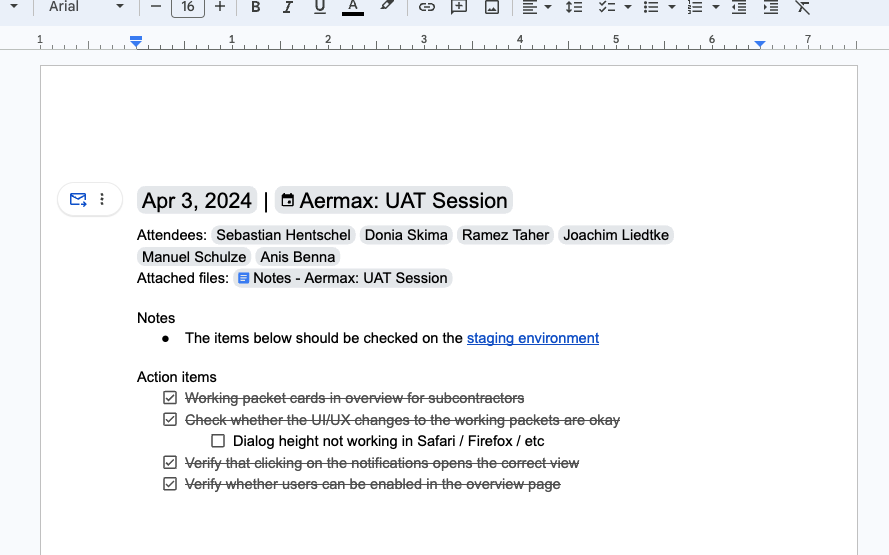 Arial
16
B I U A
1 1 2 3 4 5 6 7
Apr 3, 2024 | Aermax: UAT Session
Attendees: Sebastian Hentschel Donia Skima Ramez Taher Joachim Liedtke
Manuel Schulze Anis Benna
Attached files: Notes - Aermax: UAT Session
Notes
● The items below should be checked on the staging environment
Action items
Working packet cards in overview for subcontractors
Check whether the UI/UX changes to the working packets are okay
Dialog height not working in Safari / Firefox / etc
Verify that clicking on the notifications opens the correct view
Verify whether users can be enabled in the overview page